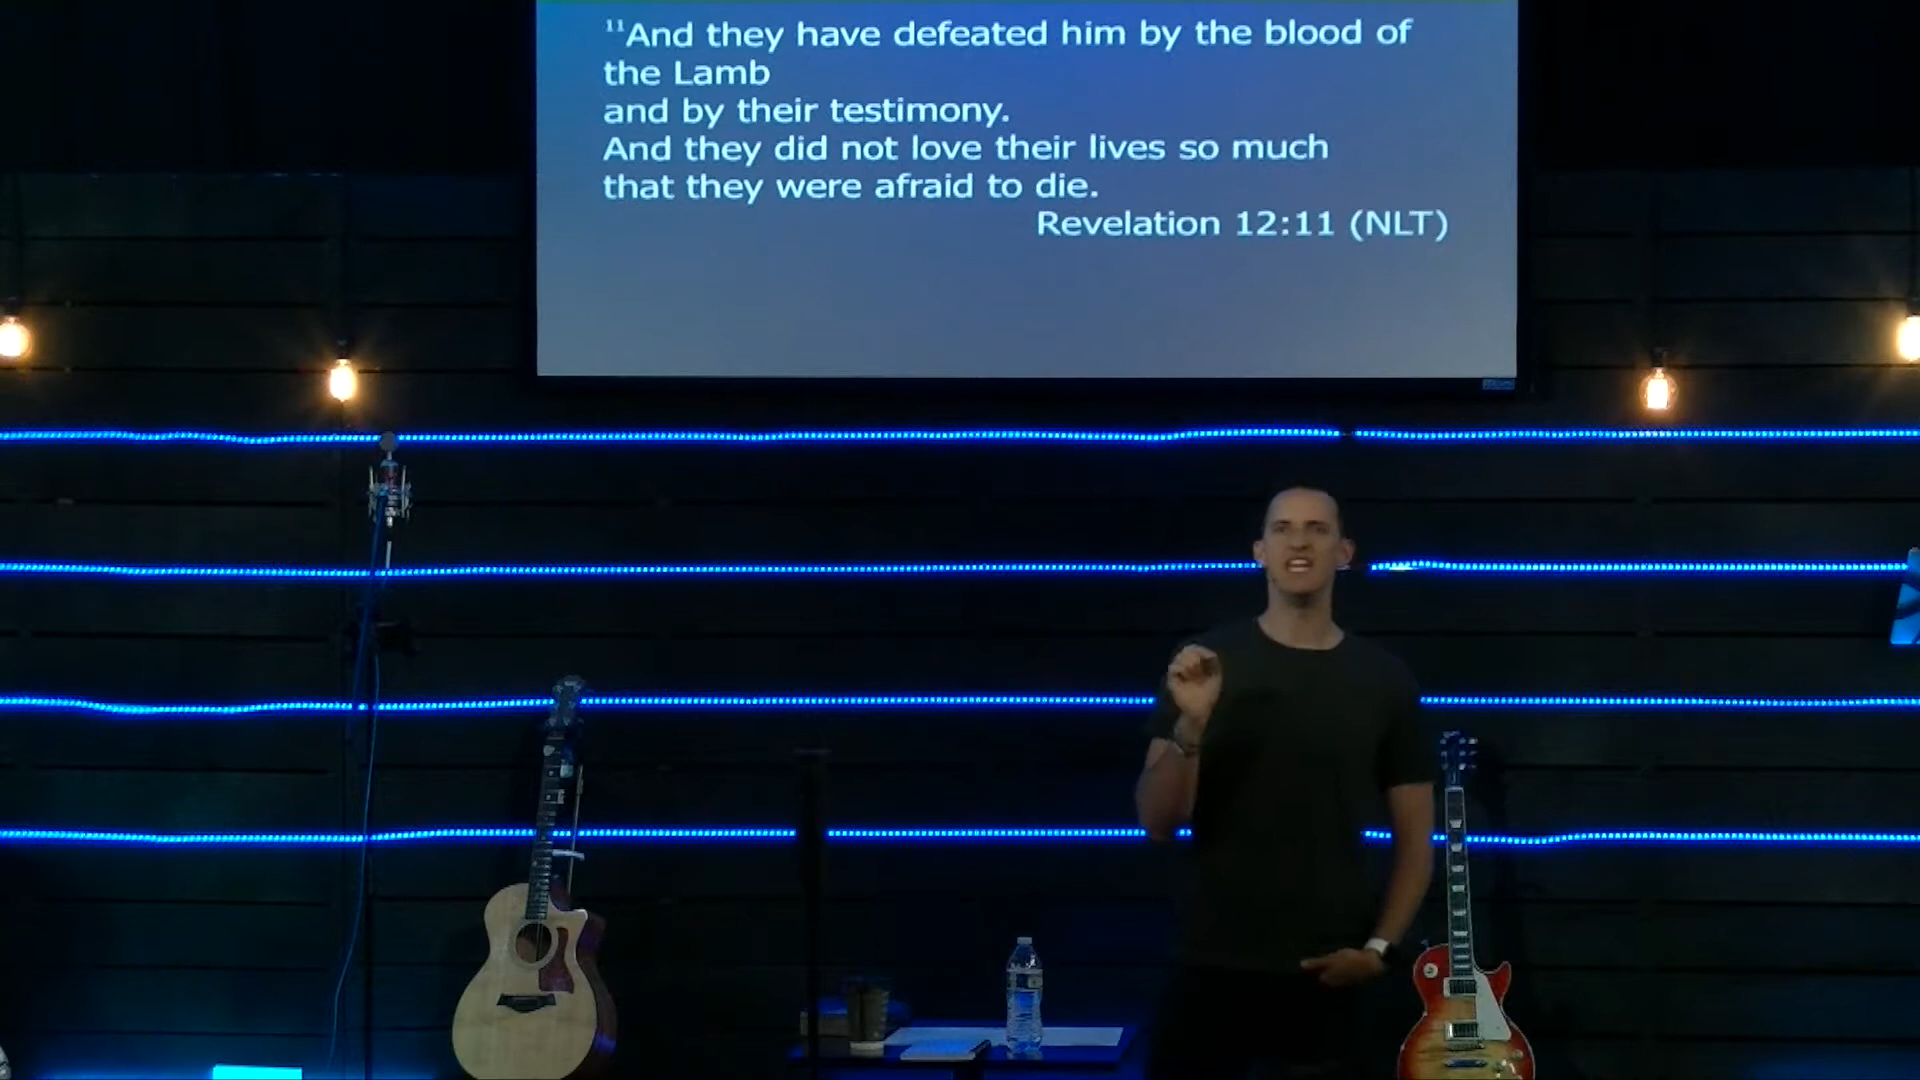 ¹¹And they have defeated him by the blood of
the Lamb
and by their testimony.
And they did not love their lives so much
that they were afraid to die.
Revelation 12:11 (NLT)